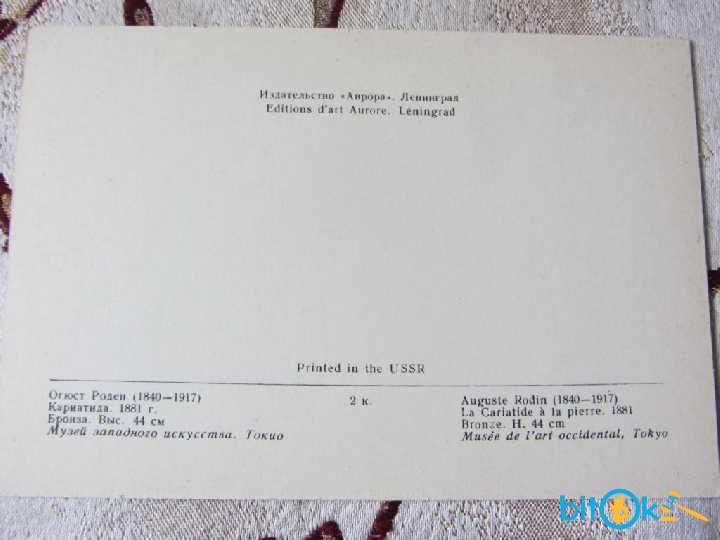 Издательство «Аврора». Ленинград
Editions d'art Aurore. Léningrad
Printed in the USSR
Огюст Роден (1840—1917)
Кариатида. 1881 г.
Бронза. Выс. 44 см
Музей западного искусства. Токио
2 к.
Auguste Rodin (1840—1917)
La Cariatide à la pierre. 1881
Bronze. H. 44 cm
Musée de l'art occidental, Tokyo
bitOk